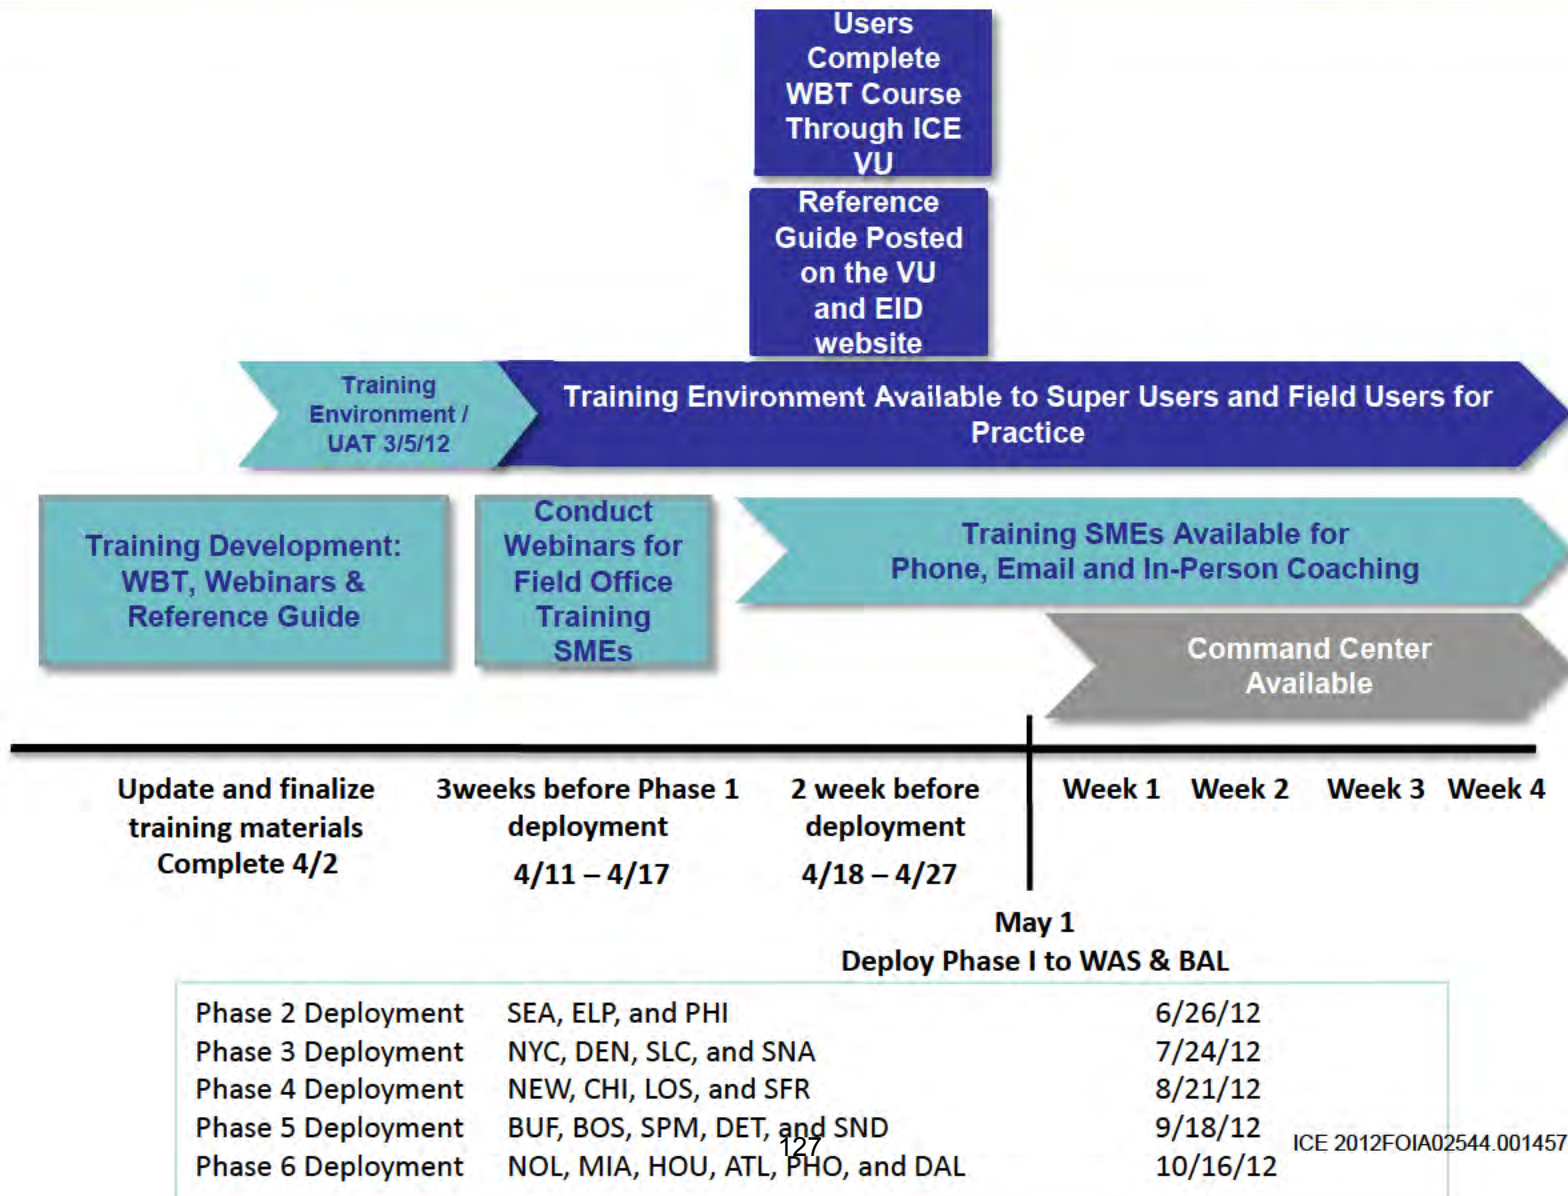 Users
Complete
WBT Course
Through ICE
VU
Reference
Guide Posted
on the VU
and EID
website
Training
Environment /
UAT 3/5/12
Training Environment Available to Super Users and Field Users for
Practice
Training Development:
WBT, Webinars &
Reference Guide
Conduct
Webinars for
Field Office
Training
SMEs
Training SMEs Available for
Phone, Email and In-Person Coaching
Command Center
Available
Update and finalize
training materials
Complete 4/2
3weeks before Phase 1
deployment
4/11 – 4/17
2 week before
deployment
4/18 – 4/27
Week 1 Week 2 Week 3 Week 4
May 1
Deploy Phase I to WAS & BAL
Phase 2 Deployment SEA, ELP, and PHI 6/26/12
Phase 3 Deployment NYC, DEN, SLC, and SNA 7/24/12
Phase 4 Deployment NEW, CHI, LOS, and SFR 8/21/12
Phase 5 Deployment BUF, BOS, SPM, DET, and SND 9/18/12
Phase 6 Deployment NOL, MIA, HOU, ATL, PHO, and DAL 10/16/12
127
ICE 2012FOIA02544.001457